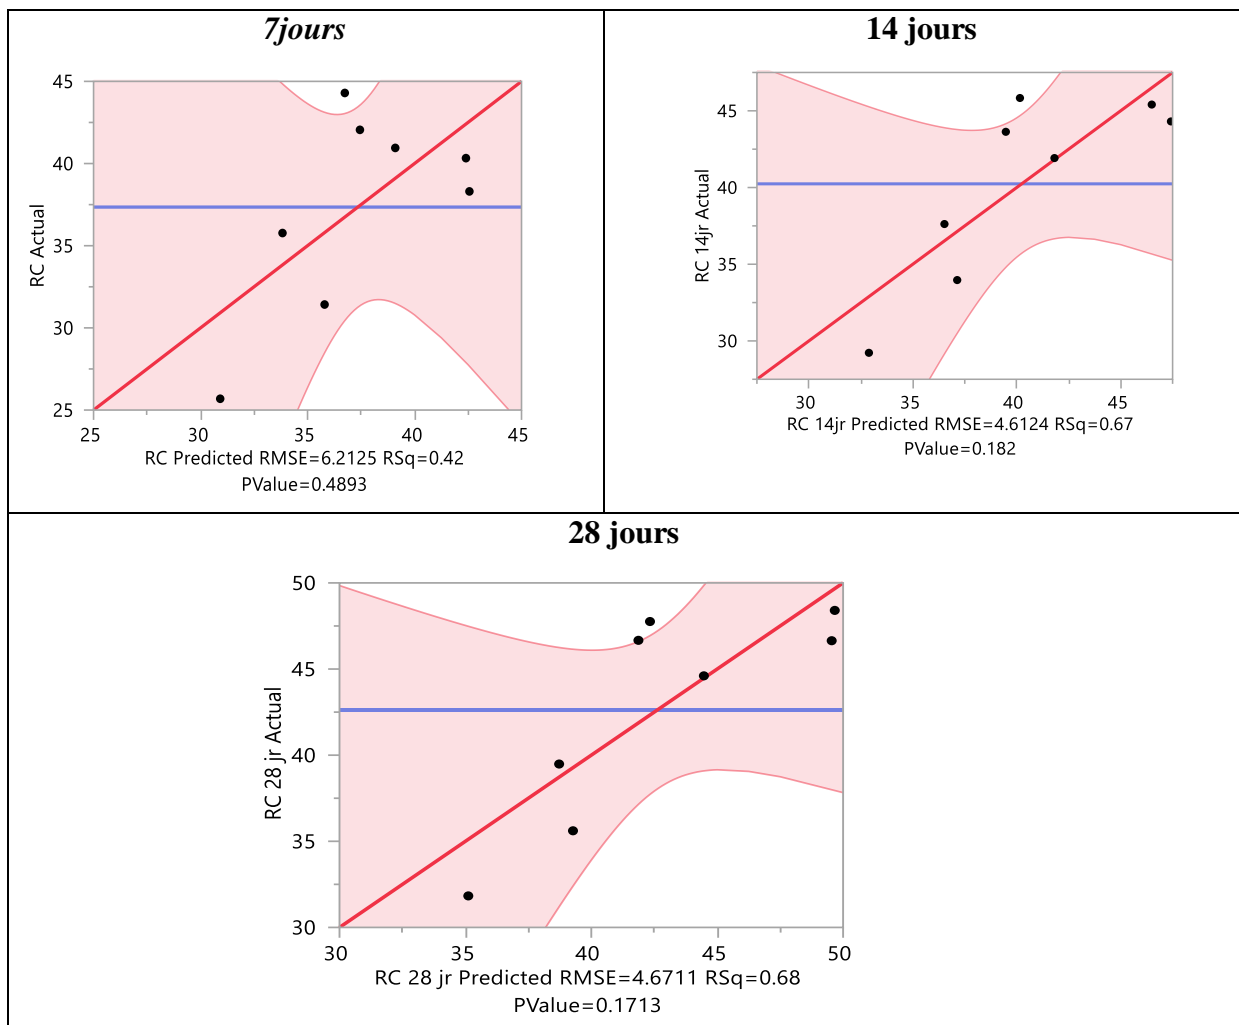 7jours
45
40
35
30
25
RC Actual
25
30
35
40
45
RC Predicted RMSE=6.2125 RSq=0.42
PValue=0.4893
14 jours
45
40
35
30
RC 14jr Actual
30
35
40
45
RC 14jr Predicted RMSE=4.6124 RSq=0.67
PValue=0.182
28 jours
50
45
40
35
30
RC 28 jr Actual
30
35
40
45
50
RC 28 jr Predicted RMSE=4.6711 RSq=0.68
PValue=0.1713